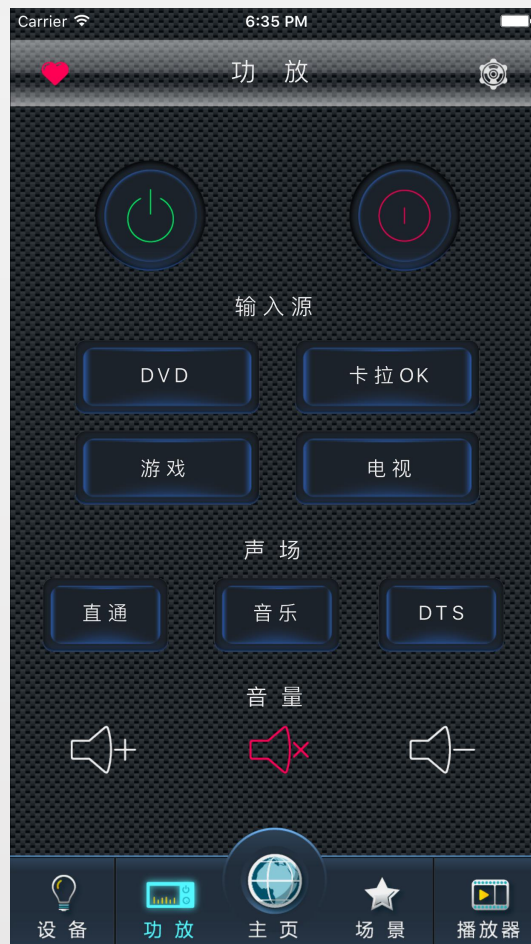 Carrier 6:35 PM
功放
输入源
DVD 卡拉OK
游戏 电视
声场
直通 音乐 DTS
音量
设备 功放 主页 场景 播放器